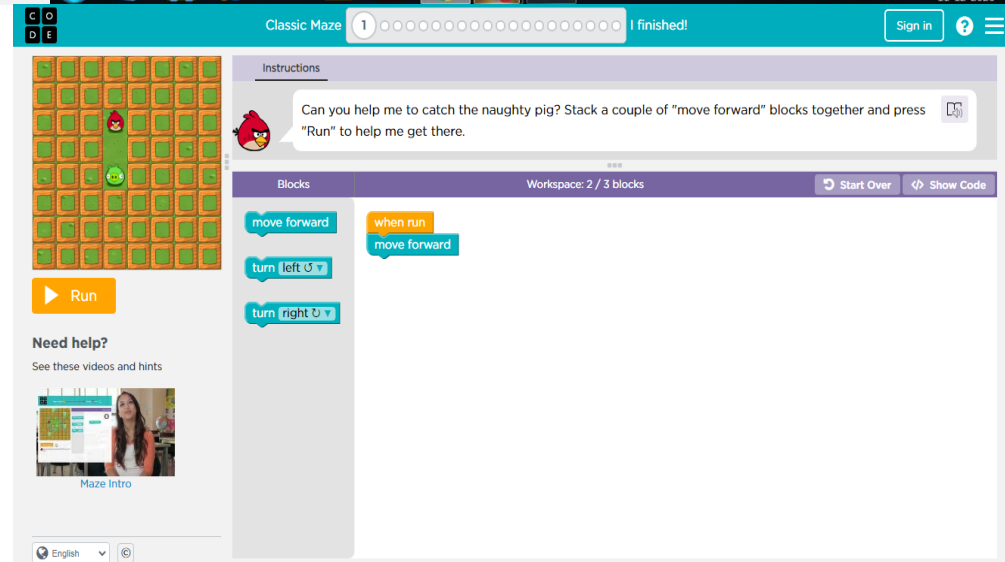 C O
D E
Classic Maze
1
I finished!
Sign in
?
Instructions
Can you help me to catch the naughty pig? Stack a couple of "move forward" blocks together and press
"Run" to help me get there.
Blocks
Workspace: 2 / 3 blocks
Start Over
Show Code
move forward
turn left
turn right
when run
move forward
Run
Need help?
See these videos and hints
Maze Intro
English
©